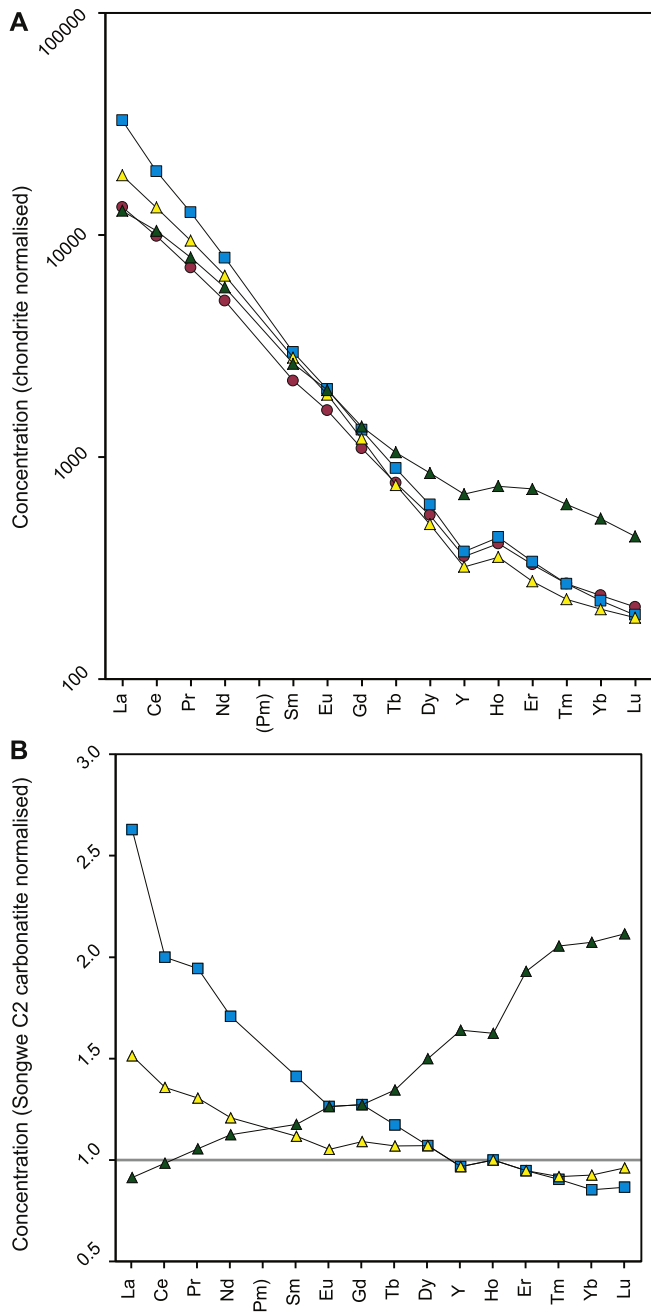 A
Concentration (chondrite normalised)
100000
10000
1000
100
La Ce Pr Nd (Pm) Sm Eu Gd Tb Dy Y Ho Er Tm Yb Lu
B
Concentration (Songwe C2 carbonatite normalised)
3.0
2.5
2.0
1.5
1.0
0.5
La Ce Pr Nd Pm) Sm Eu Gd Tb Dy Y Ho Er Tm Yb Lu